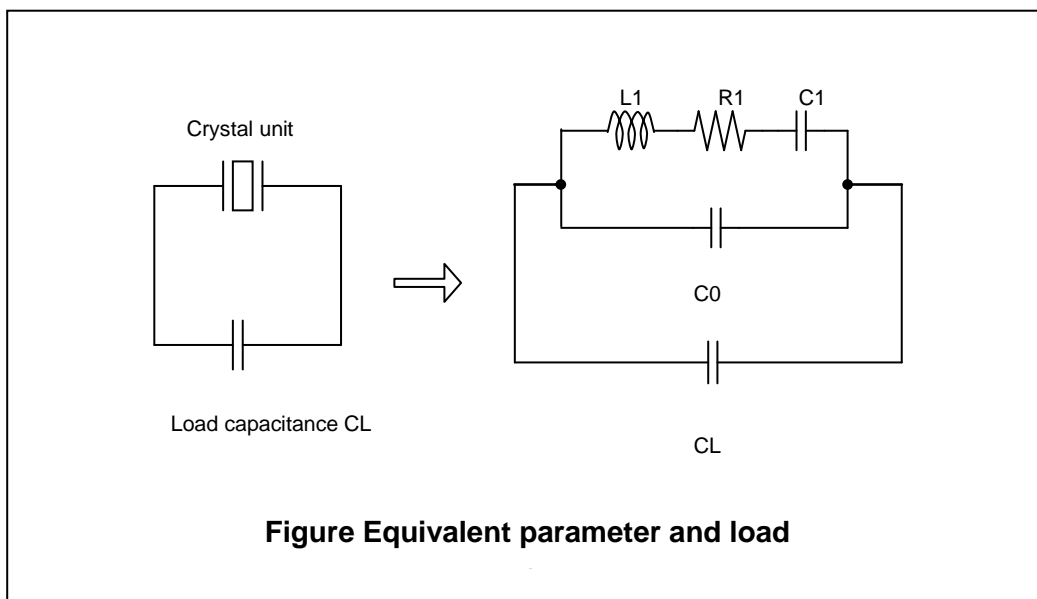 Crystal unit
Load capacitance CL
L1 R1 C1
C0
CL
Figure Equivalent parameter and load